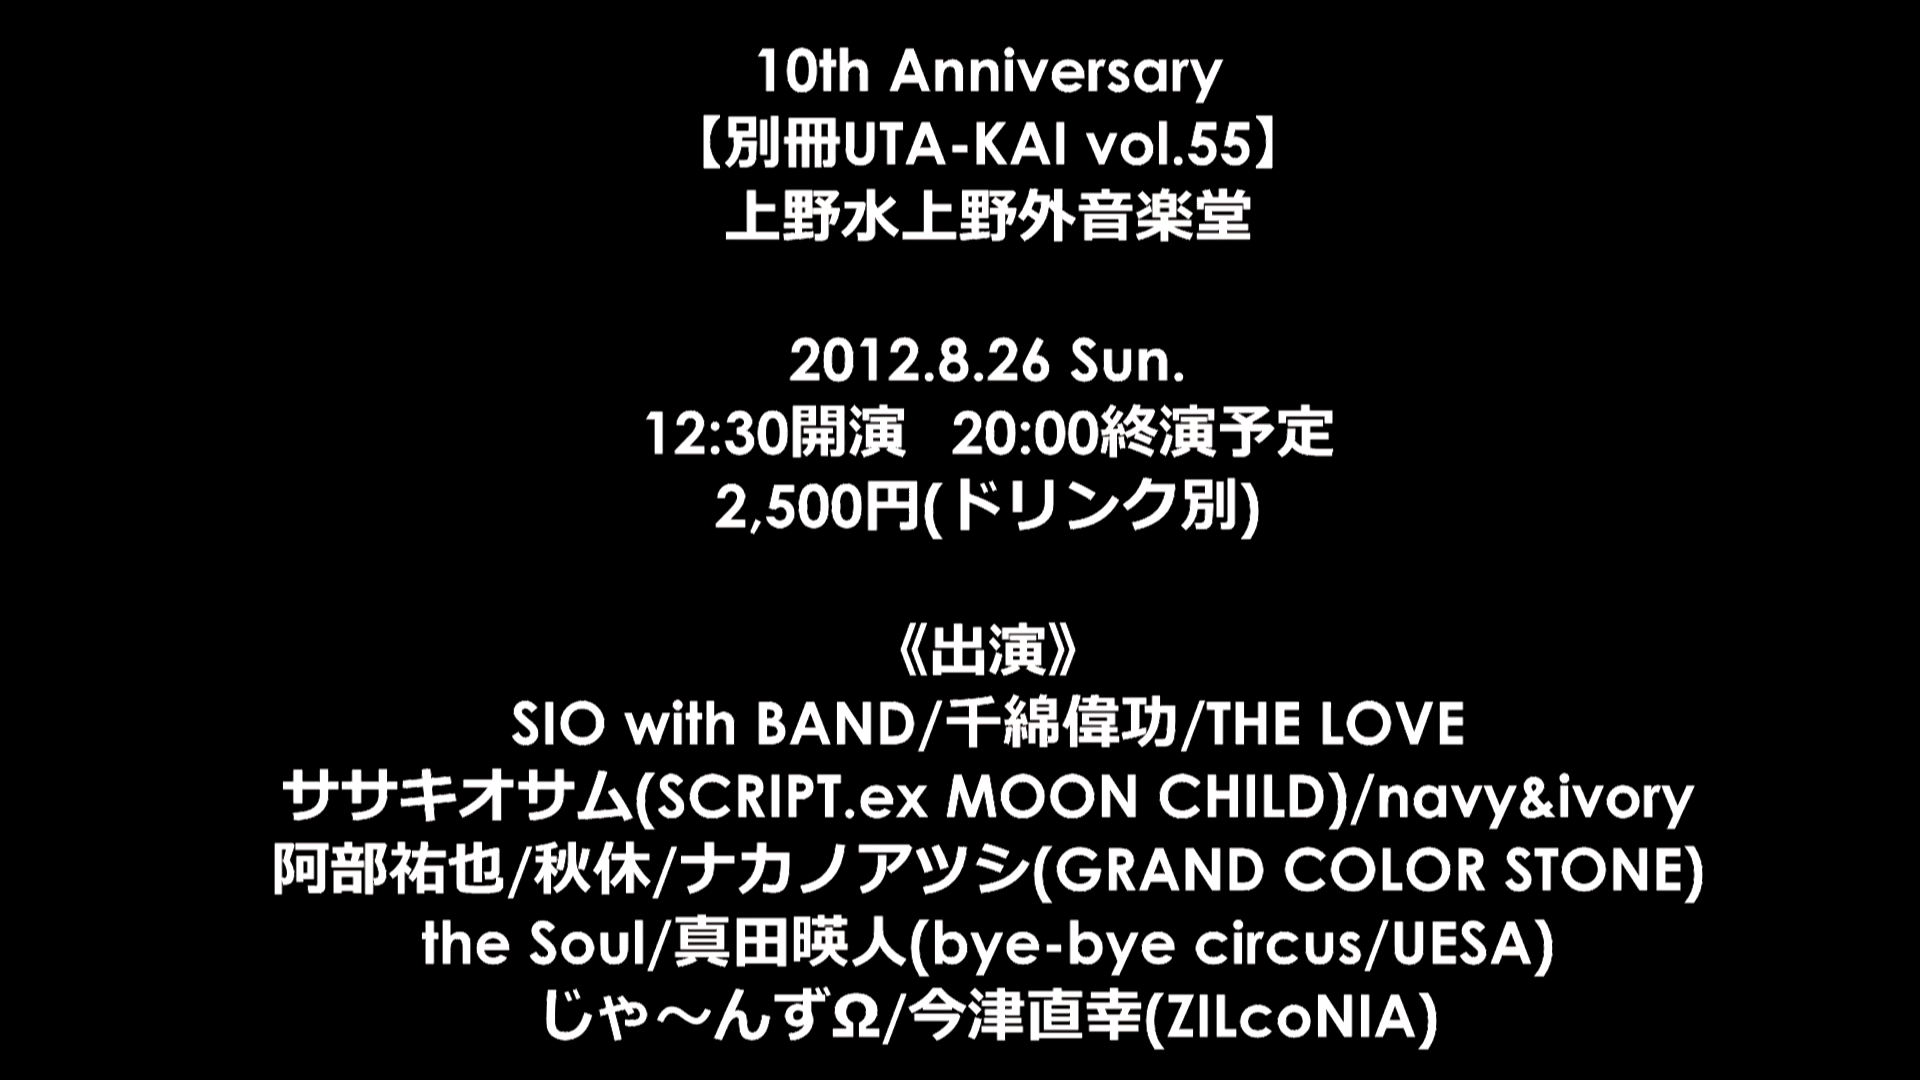 10th Anniversary
【別冊UTA-KAI vol.55】
上野水上野外音楽堂
2012.8.26 Sun.
12:30開演 20:00終演予定
2,500円(ドリンク別)
《出演》
SIO with BAND/千綿偉功/THE LOVE
ササキオサム(SCRIPT.ex MOON CHILD)/navy&ivory
阿部祐也/秋休/ナカノアツシ(GRAND COLOR STONE)
the Soul/真田暎人(bye-bye circus/UESA)
じゃ～んずΩ/今津直幸(ZILcoNIA)